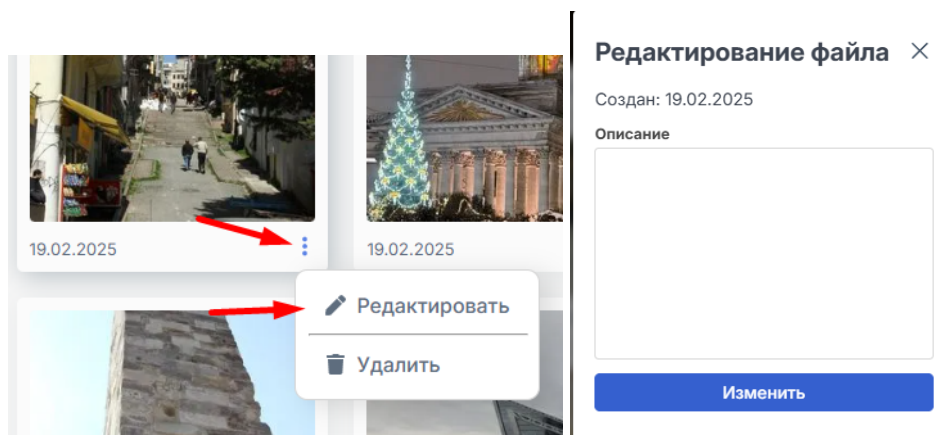 19.02.2025
19.02.2025
Редактировать
Удалить
Редактирование файла
Создан: 19.02.2025
Описание
Изменить